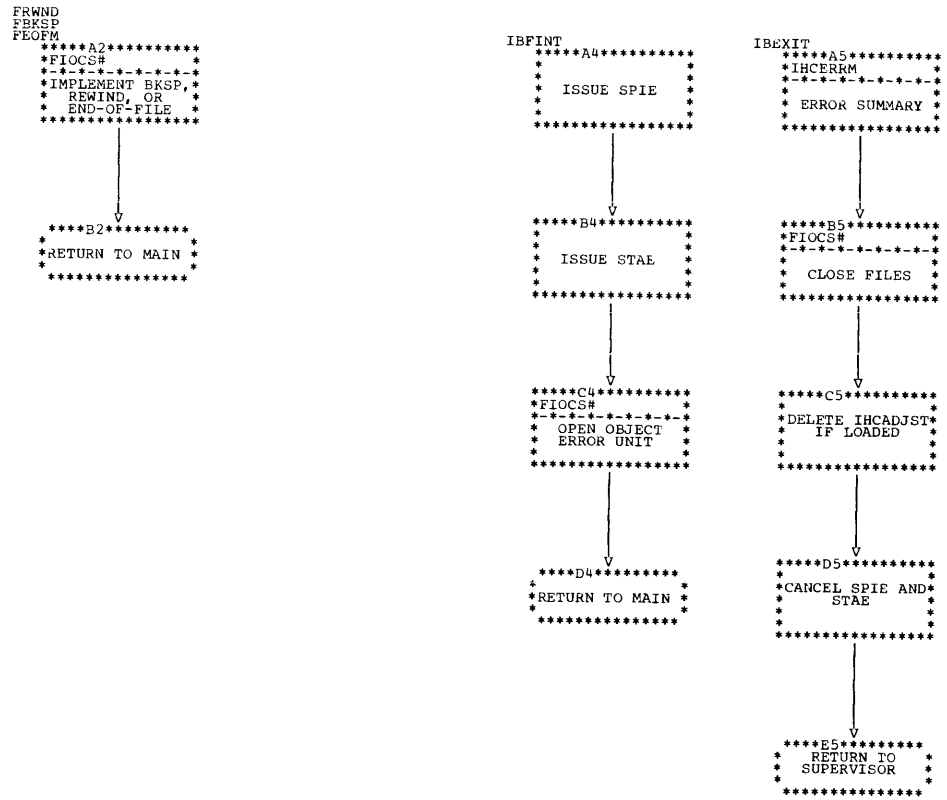 FRWND
FBKSP
FEOFM
*****A2**********
*FIOCS# *
*-*-*-*-*-*-*-*-*
*IMPLEMENT BKSP,*
* REWIND, OR *
* END-OF-FILE *
*****************
****B2*********
* *
*RETURN TO MAIN *
* *
***************
IBFINT
*****A4**********
* *
* ISSUE SPIE *
* *
*****************
*****B4**********
* *
* ISSUE STAE *
* *
*****************
*****C4**********
*FIOCS# *
*-*-*-*-*-*-*-*-*
* OPEN OBJECT *
* ERROR UNIT *
*****************
****D4*********
* *
*RETURN TO MAIN *
* *
***************
IBEXIT
*****A5**********
*IHCERRM *
*-*-*-*-*-*-*-*-*
* ERROR SUMMARY *
*****************
*****B5**********
*FIOCS# *
*-*-*-*-*-*-*-*-*
* CLOSE FILES *
*****************
*****C5**********
*DELETE IHCADJST*
* IF LOADED *
*****************
*****D5**********
*CANCEL SPIE AND*
* STAE *
*****************
****E5*********
* RETURN TO *
* SUPERVISOR *
***************